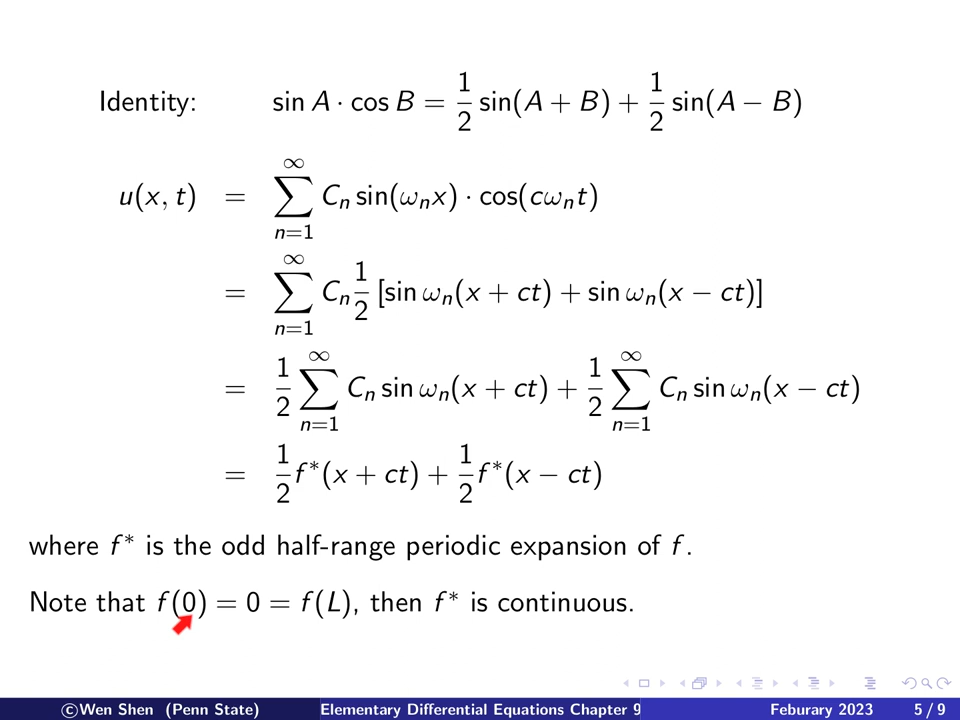 Identity: sin A · cos B = 1/2 sin(A + B) + 1/2 sin(A − B)
u(x, t) = ∑_{n=1}^{∞} C_n sin(ω_n x) · cos(cω_n t)
= ∑_{n=1}^{∞} C_n 1/2 [sin ω_n(x + ct) + sin ω_n(x − ct)]
= 1/2 ∑_{n=1}^{∞} C_n sin ω_n(x + ct) + 1/2 ∑_{n=1}^{∞} C_n sin ω_n(x − ct)
= 1/2 f*(x + ct) + 1/2 f*(x − ct)
where f* is the odd half-range periodic expansion of f.
Note that f(0) = 0 = f(L), then f* is continuous.
©Wen Shen (Penn State) Elementary Differential Equations Chapter 9 Feburary 2023 5 / 9